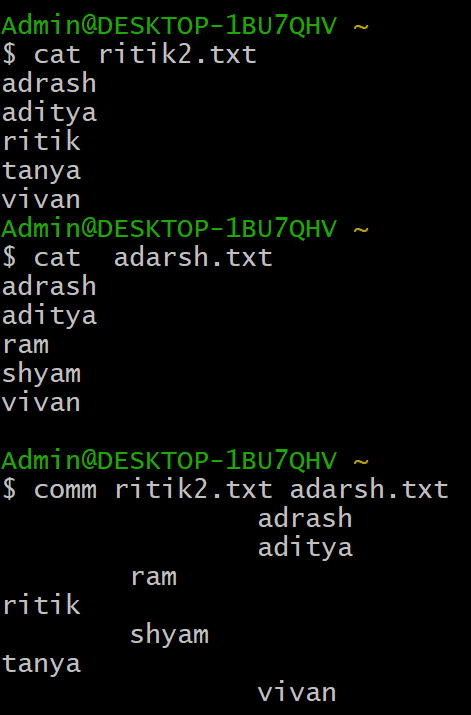 Admin@DESKTOP-1BU7QHV ~
$ cat ritik2.txt
adrash
aditya
ritik
tanya
vivan
Admin@DESKTOP-1BU7QHV ~
$ cat  adarsh.txt
adrash
aditya
ram
shyam
vivan
Admin@DESKTOP-1BU7QHV ~
$ comm ritik2.txt adarsh.txt
                adrash
                aditya
        ram
ritik
        shyam
tanya
                vivan